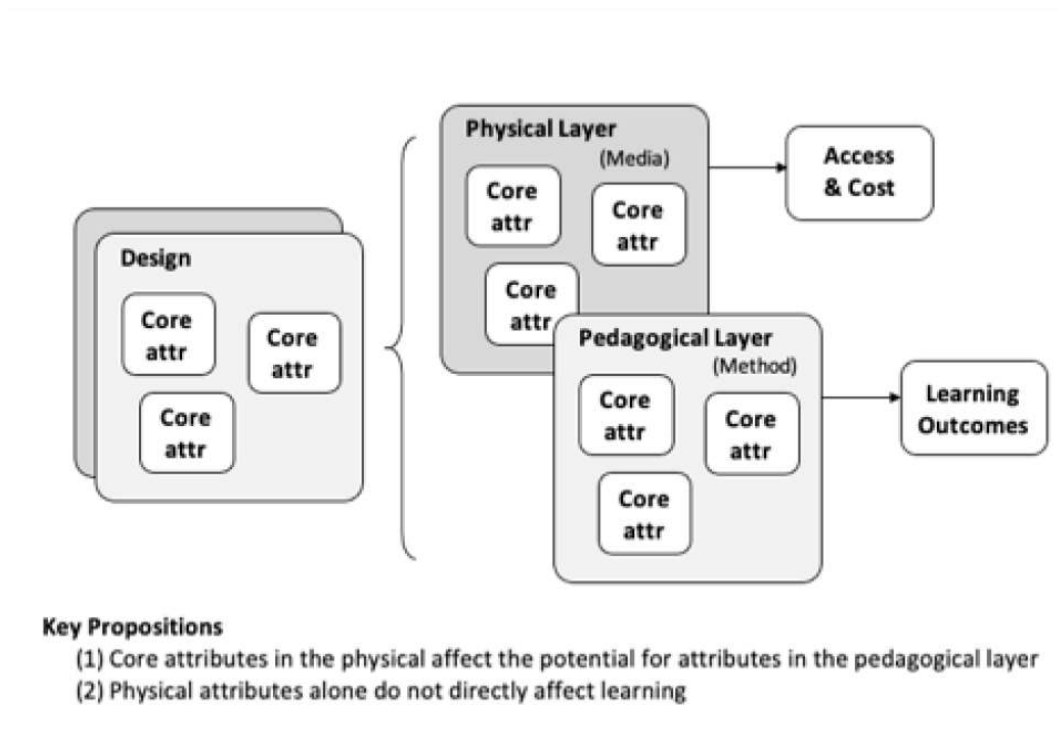 Design
Core
attr
Core
attr
Core
attr
Physical Layer
(Media)
Core
attr
Core
attr
Core
attr
Access
& Cost
Pedagogical Layer
(Method)
Core
attr
Core
attr
Core
attr
Learning
Outcomes
Key Propositions
(1) Core attributes in the physical affect the potential for attributes in the pedagogical layer
(2) Physical attributes alone do not directly affect learning